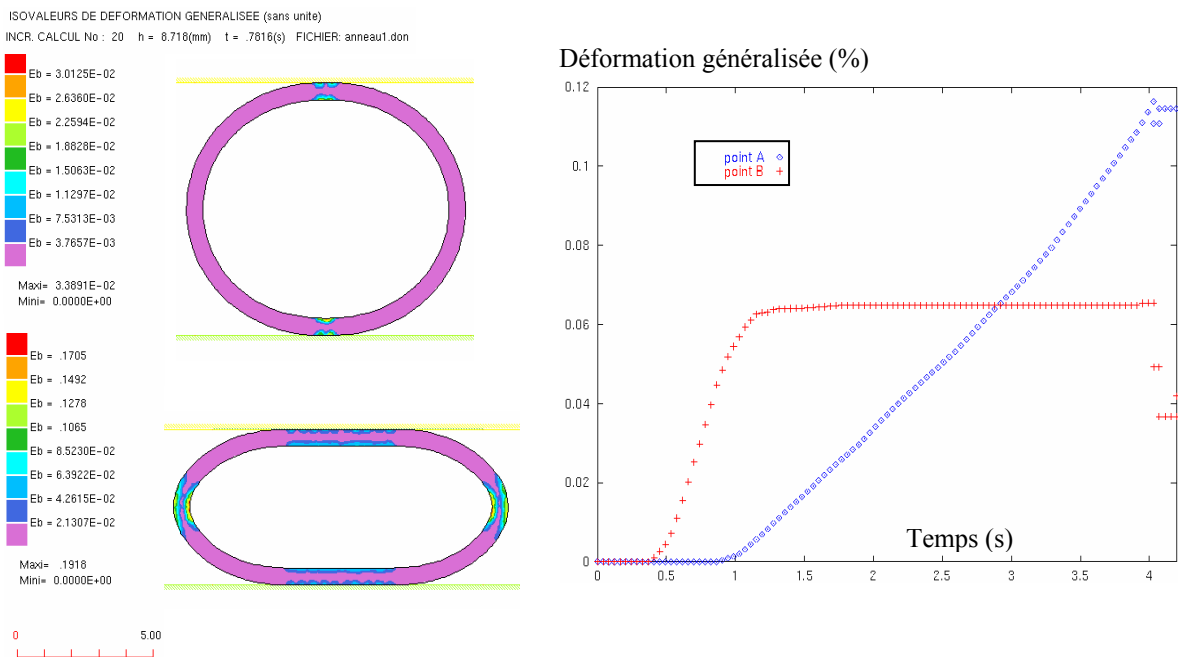 ISOVALEURS DE DEFORMATION GENERALISEE (sans unite)
INCR. CALCUL No : 20 h = 8.718(mm) t = .7816(s) FICHIER: anneau1.don
Eb = 3.0125E-02
Eb = 2.6360E-02
Eb = 2.2594E-02
Eb = 1.8828E-02
Eb = 1.5063E-02
Eb = 1.1297E-02
Eb = 7.5313E-03
Eb = 3.7657E-03
Maxi= 3.3891E-02
Mini= 0.0000E+00
Eb = .1705
Eb = .1492
Eb = .1278
Eb = .1065
Eb = 8.5230E-02
Eb = 6.3922E-02
Eb = 4.2615E-02
Eb = 2.1307E-02
Maxi= .1918
Mini= 0.0000E+00
0 5.00
Déformation généralisée (%)
0.12
0.1
0.08
0.06
0.04
0.02
0
point A
point B
Temps (s)
0 0.5 1 1.5 2 2.5 3 3.5 4